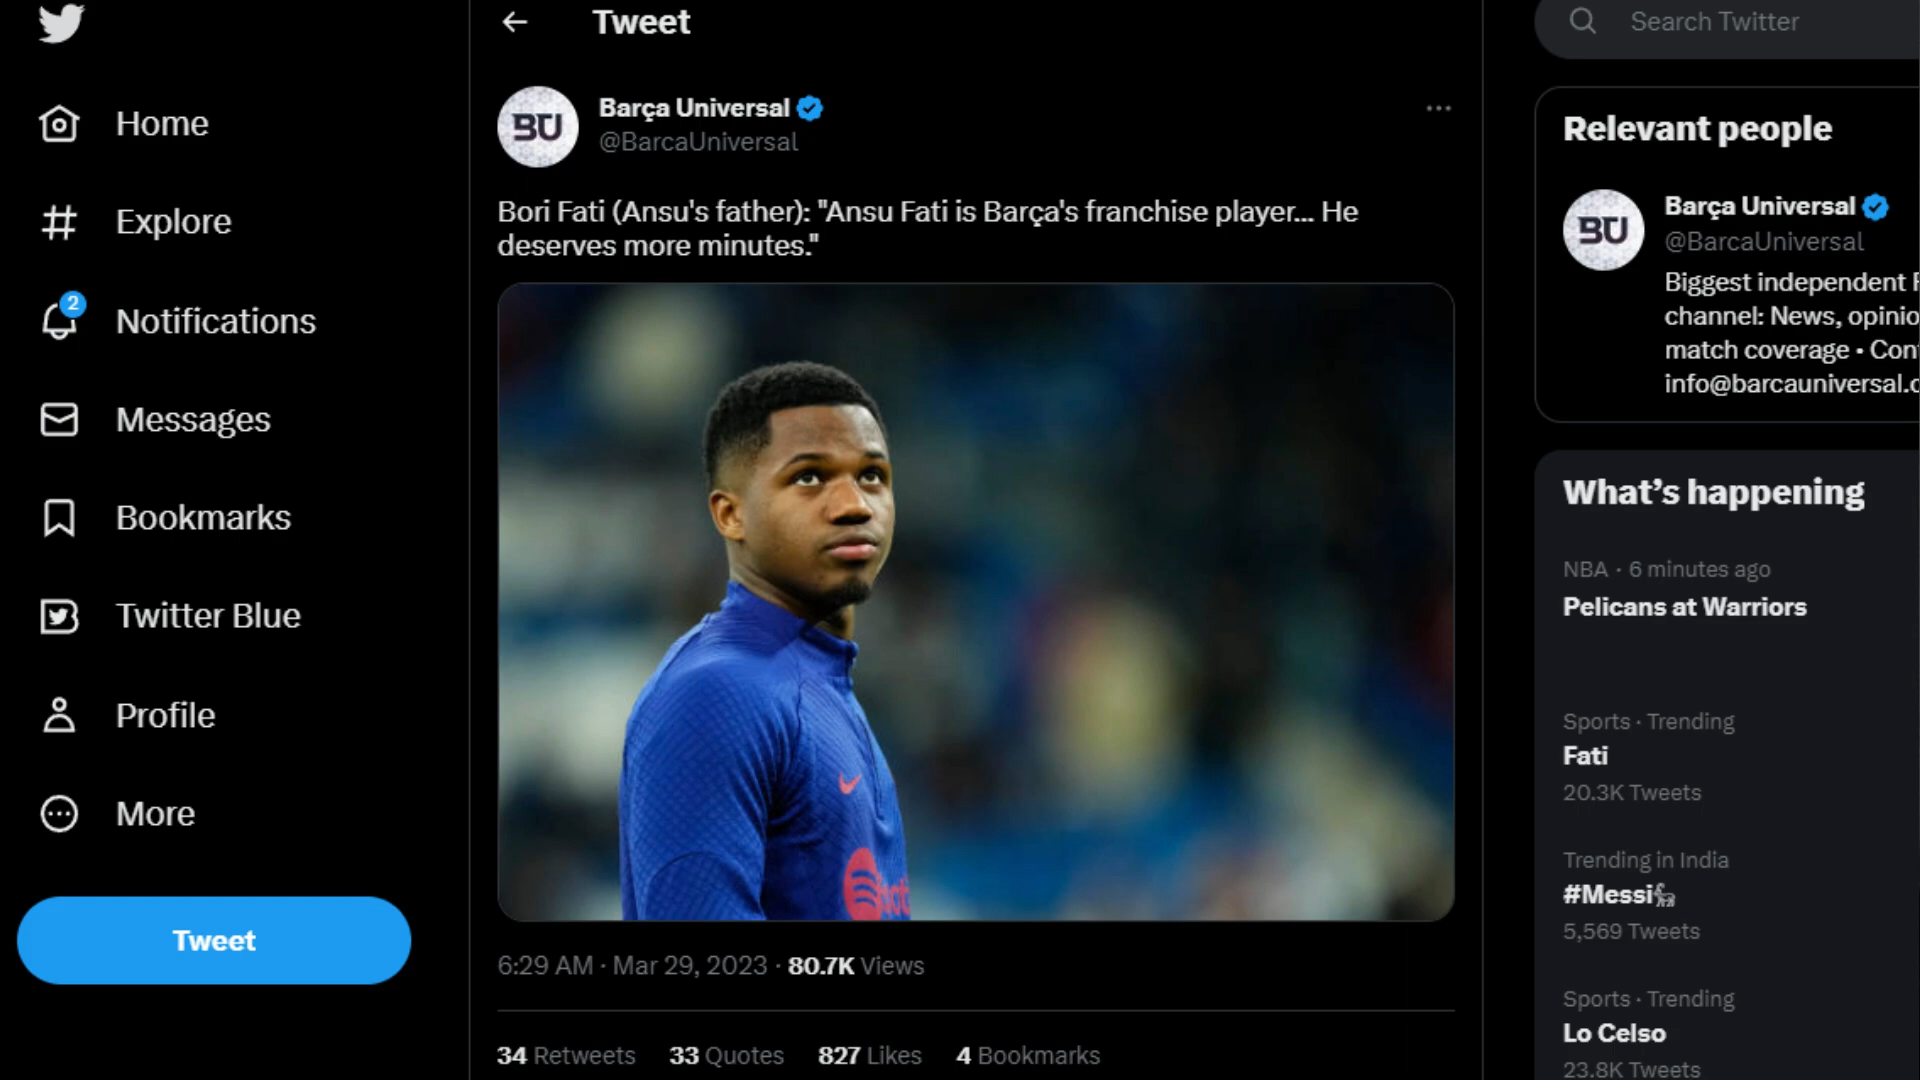 Home
Explore
2
Notifications
Messages
Bookmarks
Twitter Blue
Profile
More
Tweet
Tweet
BU
Barça Universal
@BarcaUniversal
Bori Fati (Ansu's father): "Ansu Fati is Barça's franchise player... He
deserves more minutes."
6:29 AM · Mar 29, 2023 · 80.7K Views
34 Retweets 33 Quotes 827 Likes 4 Bookmarks
Search Twitter
Relevant people
BU
Barça Universal
@BarcaUniversal
Biggest independent
channel: News,
match coverage •
info@barcauniversal.
What's happening
NBA · 6 minutes ago
Pelicans at Warriors
Sports · Trending
Fati
20.3K Tweets
Trending in India
#Messi
5,569 Tweets
Sports · Trending
Lo Celso
23.8K Tweets